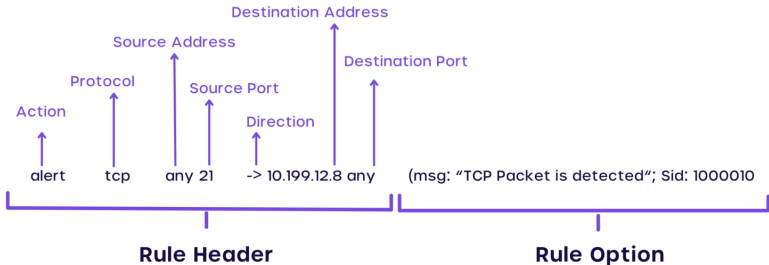 Destination Address
Source Address
Destination Port
Protocol
Source Port
Action
Direction
alert tcp any 21 -> 10.199.12.8 any (msg: “TCP Packet is detected”; Sid: 1000010
Rule Header Rule Option